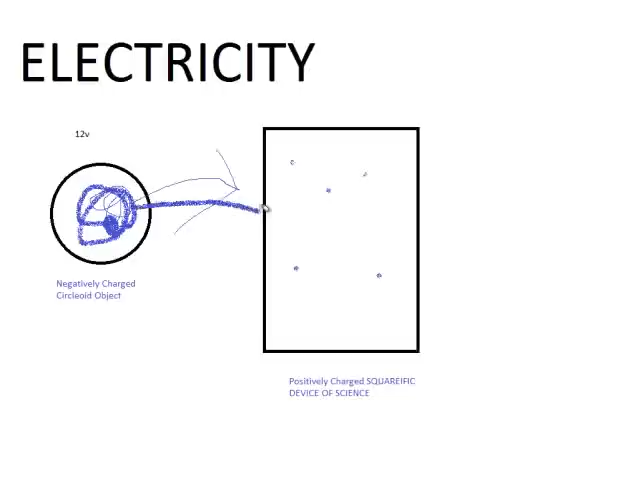 ELECTRICITY
12v
Negatively Charged
Circleoid Object
Positively Charged SQUAREIFIC
DEVICE OF SCIENCE